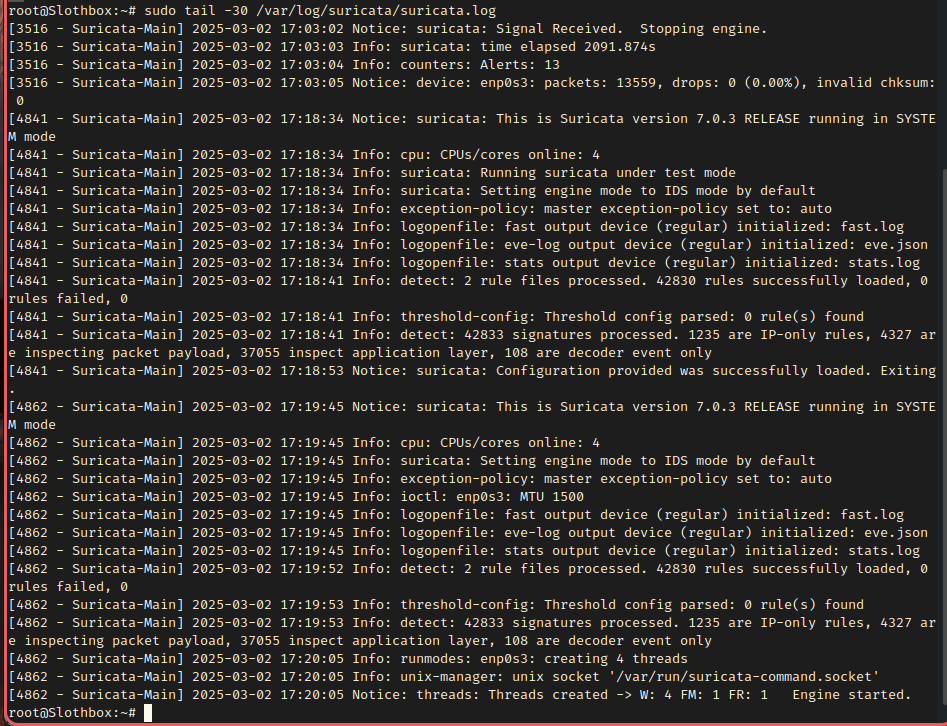 root@Slothbox:~# sudo tail -30 /var/log/suricata/suricata.log
[3516 - Suricata-Main] 2025-03-02 17:03:02 Notice: suricata: Signal Received.  Stopping engine.
[3516 - Suricata-Main] 2025-03-02 17:03:03 Info: suricata: time elapsed 2091.874s
[3516 - Suricata-Main] 2025-03-02 17:03:04 Info: counters: Alerts: 13
[3516 - Suricata-Main] 2025-03-02 17:03:05 Notice: device: enp0s3: packets: 13559, drops: 0 (0.00%), invalid chksum:
 0
[4841 - Suricata-Main] 2025-03-02 17:18:34 Notice: suricata: This is Suricata version 7.0.3 RELEASE running in SYSTE
M mode
[4841 - Suricata-Main] 2025-03-02 17:18:34 Info: cpu: CPUs/cores online: 4
[4841 - Suricata-Main] 2025-03-02 17:18:34 Info: suricata: Running suricata under test mode
[4841 - Suricata-Main] 2025-03-02 17:18:34 Info: suricata: Setting engine mode to IDS mode by default
[4841 - Suricata-Main] 2025-03-02 17:18:34 Info: exception-policy: master exception-policy set to: auto
[4841 - Suricata-Main] 2025-03-02 17:18:34 Info: logopenfile: fast output device (regular) initialized: fast.log
[4841 - Suricata-Main] 2025-03-02 17:18:34 Info: logopenfile: eve-log output device (regular) initialized: eve.json
[4841 - Suricata-Main] 2025-03-02 17:18:34 Info: logopenfile: stats output device (regular) initialized: stats.log
[4841 - Suricata-Main] 2025-03-02 17:18:41 Info: detect: 2 rule files processed. 42830 rules successfully loaded, 0
rules failed, 0
[4841 - Suricata-Main] 2025-03-02 17:18:41 Info: threshold-config: Threshold config parsed: 0 rule(s) found
[4841 - Suricata-Main] 2025-03-02 17:18:41 Info: detect: 42833 signatures processed. 1235 are IP-only rules, 4327 ar
e inspecting packet payload, 37055 inspect application layer, 108 are decoder event only
[4841 - Suricata-Main] 2025-03-02 17:18:53 Notice: suricata: Configuration provided was successfully loaded. Exiting
.
[4862 - Suricata-Main] 2025-03-02 17:19:45 Notice: suricata: This is Suricata version 7.0.3 RELEASE running in SYSTE
M mode
[4862 - Suricata-Main] 2025-03-02 17:19:45 Info: cpu: CPUs/cores online: 4
[4862 - Suricata-Main] 2025-03-02 17:19:45 Info: suricata: Setting engine mode to IDS mode by default
[4862 - Suricata-Main] 2025-03-02 17:19:45 Info: exception-policy: master exception-policy set to: auto
[4862 - Suricata-Main] 2025-03-02 17:19:45 Info: ioctl: enp0s3: MTU 1500
[4862 - Suricata-Main] 2025-03-02 17:19:45 Info: logopenfile: fast output device (regular) initialized: fast.log
[4862 - Suricata-Main] 2025-03-02 17:19:45 Info: logopenfile: eve-log output device (regular) initialized: eve.json
[4862 - Suricata-Main] 2025-03-02 17:19:45 Info: logopenfile: stats output device (regular) initialized: stats.log
[4862 - Suricata-Main] 2025-03-02 17:19:52 Info: detect: 2 rule files processed. 42830 rules successfully loaded, 0
rules failed, 0
[4862 - Suricata-Main] 2025-03-02 17:19:53 Info: threshold-config: Threshold config parsed: 0 rule(s) found
[4862 - Suricata-Main] 2025-03-02 17:19:53 Info: detect: 42833 signatures processed. 1235 are IP-only rules, 4327 ar
e inspecting packet payload, 37055 inspect application layer, 108 are decoder event only
[4862 - Suricata-Main] 2025-03-02 17:20:05 Info: runmodes: enp0s3: creating 4 threads
[4862 - Suricata-Main] 2025-03-02 17:20:05 Info: unix-manager: unix socket '/var/run/suricata-command.socket'
[4862 - Suricata-Main] 2025-03-02 17:20:05 Notice: threads: Threads created -> W: 4 FM: 1 FR: 1   Engine started.
root@Slothbox:~#